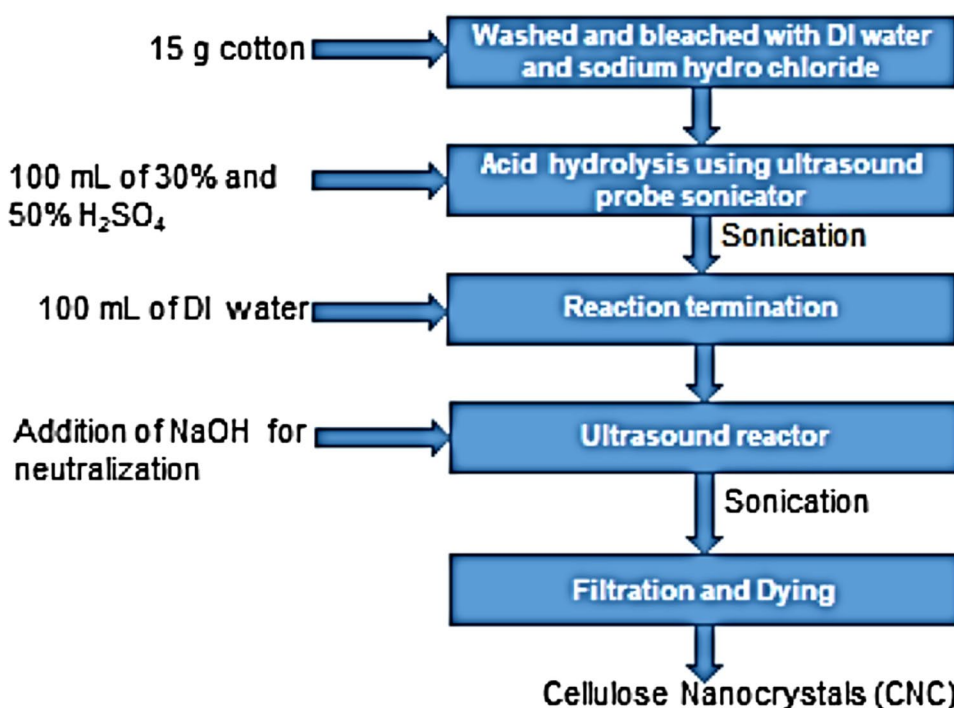 15 g cotton
Washed and bleached with DI water
and sodium hydro chloride
100 mL of 30% and
50% H₂SO₄
Acid hydrolysis using ultrasound
probe sonicator
Sonication
100 mL of DI water
Reaction termination
Addition of NaOH for
neutralization
Ultrasound reactor
Sonication
Filtration and Dying
Cellulose Nanocrystals (CNC)